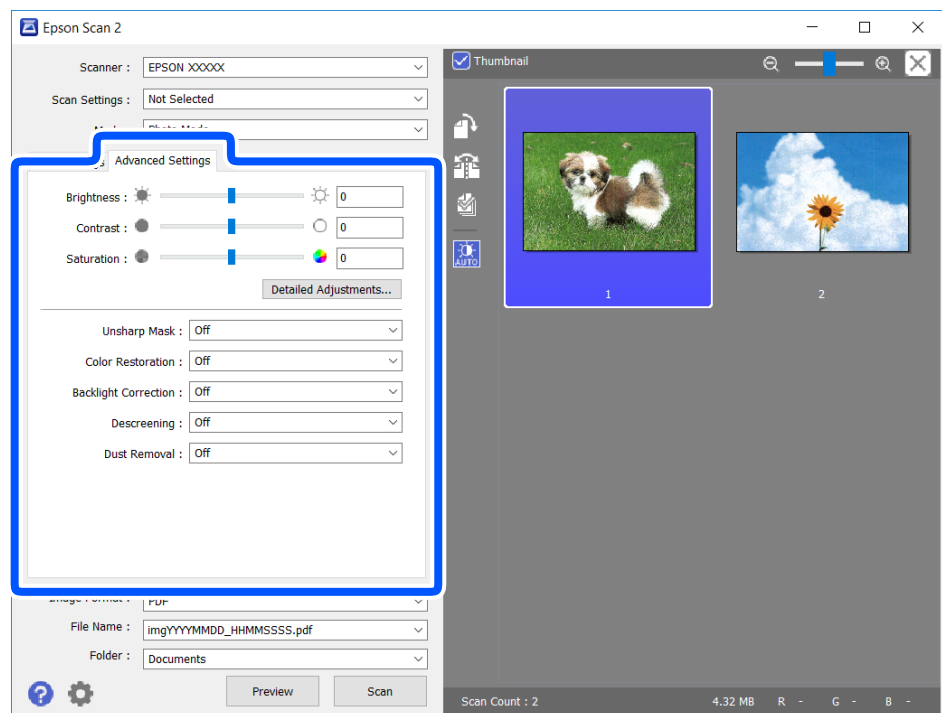 Epson Scan 2
Scanner : EPSON XXXXX
Scan Settings : Not Selected
Advanced Settings
Brightness : 0
Contrast : 0
Saturation : 0
Detailed Adjustments...
Unsharp Mask : Off
Color Restoration : Off
Backlight Correction : Off
Descreening : Off
Dust Removal : Off
PDF
File Name : imgYYYYMMDD_HHMMSSSS.pdf
Folder : Documents
?
Preview
Scan
Thumbnail
AUTO
1
2
Scan Count : 2
4.32 MB
R -
G -
B -